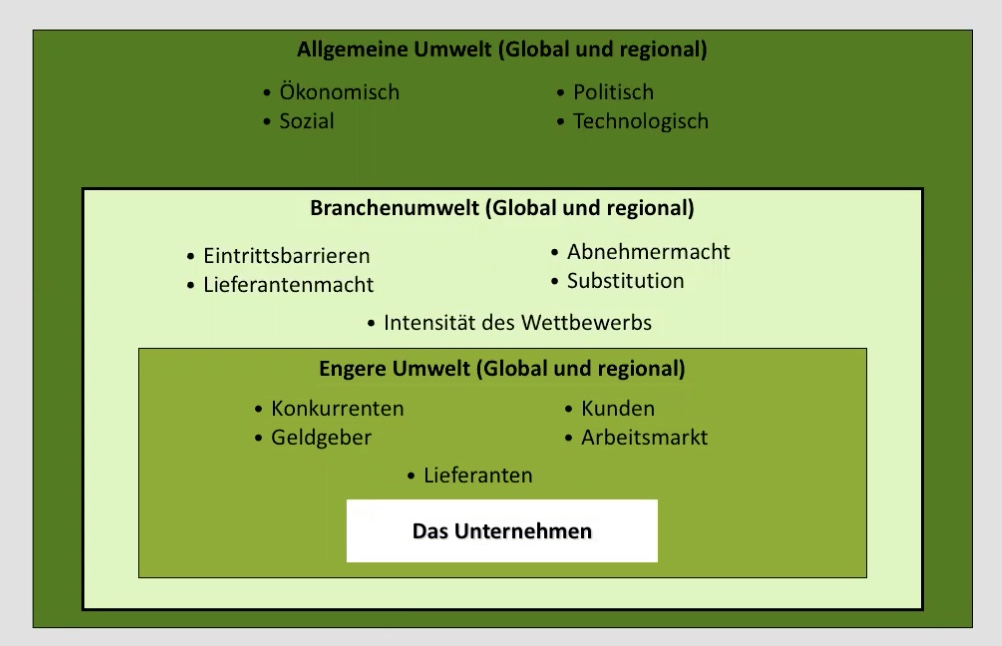 Allgemeine Umwelt (Global und regional)
• Ökonomisch
• Sozial
• Politisch
• Technologisch
Branchenumwelt (Global und regional)
• Eintrittsbarrieren
• Lieferantenmacht
• Abnehmermacht
• Substitution
• Intensität des Wettbewerbs
Engere Umwelt (Global und regional)
• Konkurrenten
• Geldgeber
• Kunden
• Arbeitsmarkt
• Lieferanten
Das Unternehmen